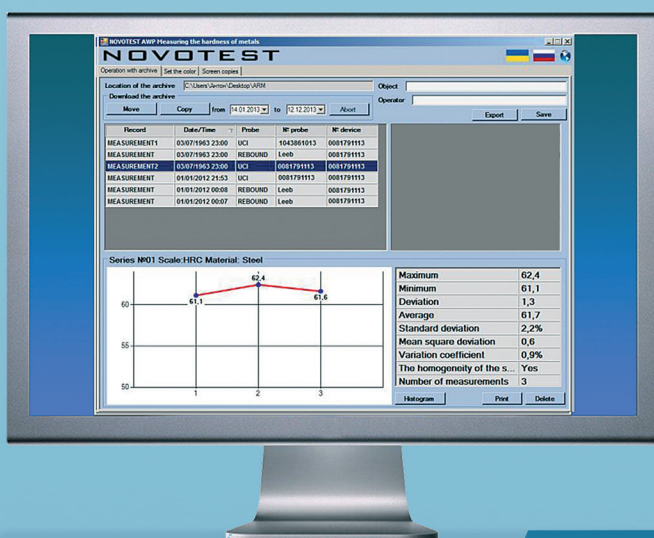 NOVOTEST AWP Measuring the hardness of metals
NOVOTEST
Operation with archive Set the color Screen copies
Location of the archive C:\Users\Антон\Desktop\ARM Object
Download the archive Operator
Move Copy from 14.01.2013 to 12.12.2013 Abort
Export Save
Record Date/Time Probe № probe № device
MEASUREMENT1 03/07/1963 23:00 UCI 1043861013 0081791113
MEASUREMENT 03/07/1963 23:00 REBOUND Leeb 0081791113
MEASUREMENT2 03/07/1963 23:00 UCI 0081791113 0081791113
MEASUREMENT 01/01/2012 21:53 UCI 0081791113 0081791113
MEASUREMENT 01/01/2012 00:08 REBOUND Leeb 0081791113
MEASUREMENT 01/01/2012 00:07 REBOUND Leeb 0081791113
Series №01 Scale:HRC Material: Steel
60
55
50
61,1
62,4
61,6
1 2 3
Maximum 62,4
Minimum 61,1
Deviation 1,3
Average 61,7
Standard deviation 2,2%
Mean square deviation 0,6
Variation coefficient 0,9%
The homogeneity of the s... Yes
Number of measurements 3
Histogram Print Delete